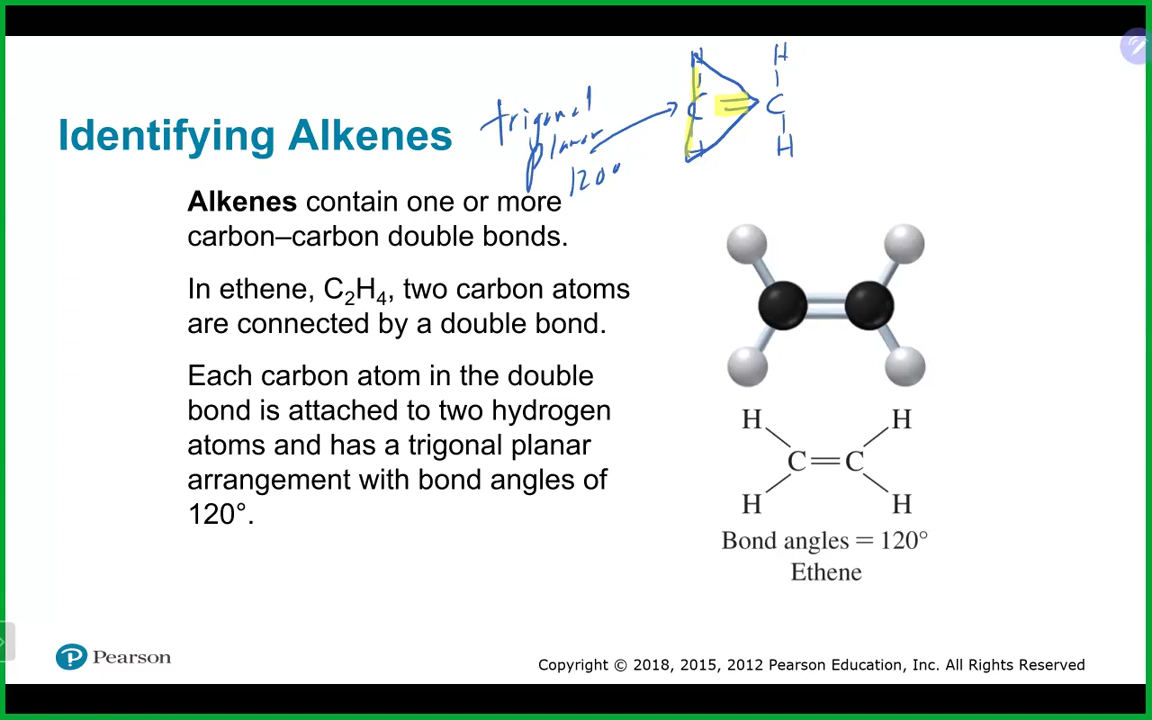 H H
trigonal
planar
120°
C = C
H H
Identifying Alkenes
Alkenes contain one or more
carbon–carbon double bonds.
In ethene, C₂H₄, two carbon atoms
are connected by a double bond.
Each carbon atom in the double
bond is attached to two hydrogen
atoms and has a trigonal planar
arrangement with bond angles of
120°.
H H
C=C
H H
Bond angles = 120°
Ethene
P Pearson
Copyright © 2018, 2015, 2012 Pearson Education, Inc. All Rights Reserved